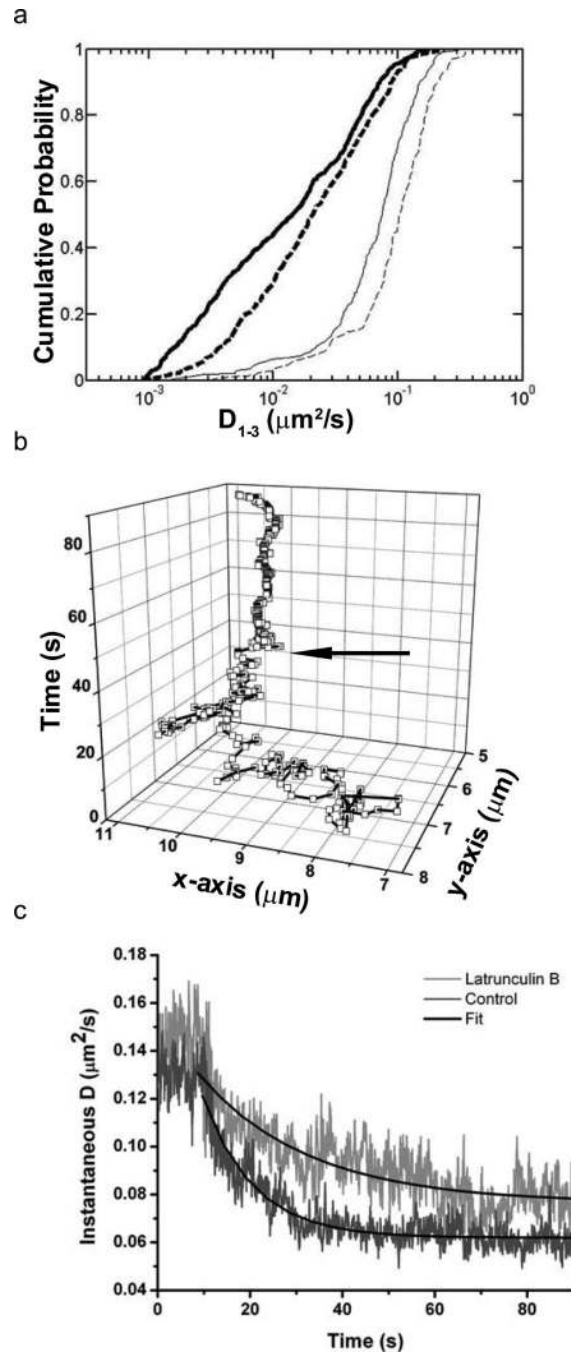 a
1
0.8
0.6
0.4
0.2
0
Cumulative Probability
10⁻³ 10⁻² 10⁻¹ 10⁰
D₁₋₃ (μm²/s)
b
80
60
40
20
0
Time (s)
11 10 9 8 7
x-axis (μm)
5
6
7
8
y-axis (μm)
c
0.18
0.16
0.14
0.12
0.10
0.08
0.06
0.04
Instantaneous D (μm²/s)
Latrunculin B
Control
Fit
0 20 40 60 80
Time (s)